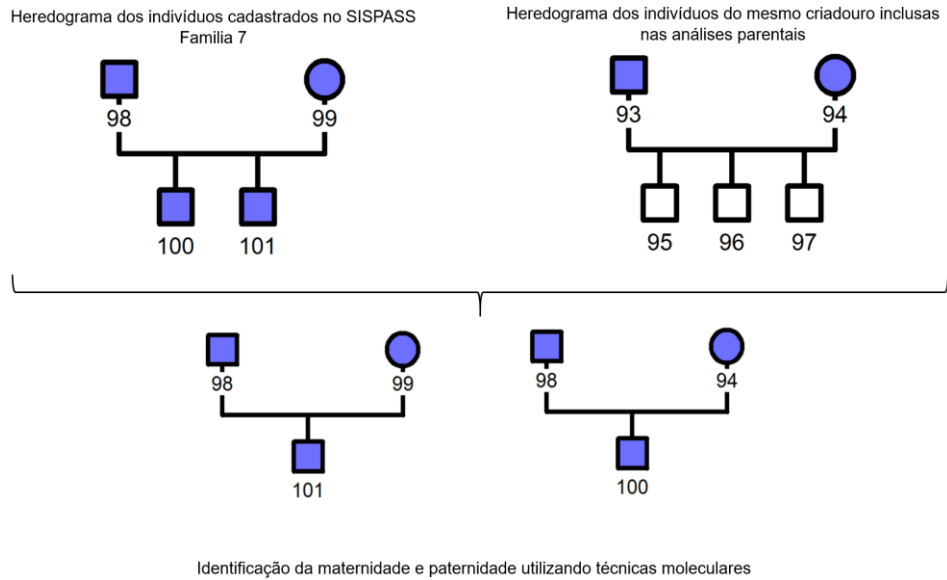 Heredograma dos indivíduos cadastrados no SISPASS
Familia 7
Heredograma dos indivíduos do mesmo criadouro inclusas
nas análises parentais
98 99
100 101
93 94
95 96 97
98 99
101
98 94
100
Identificação da maternidade e paternidade utilizando técnicas moleculares